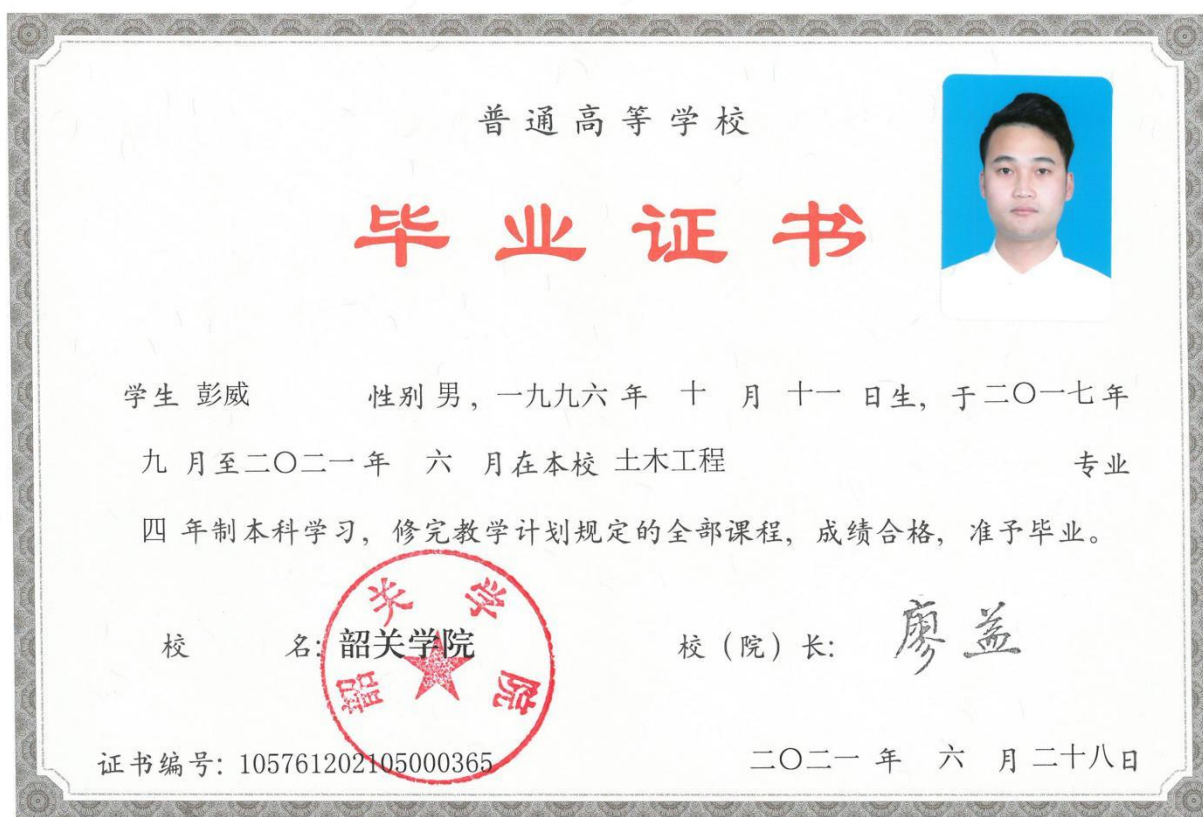 普通高等学校
毕业证书
学生 彭威 性别 男，一九九六 年 十 月 十一 日生，于二〇一七年
九 月至二〇二一年 六 月在本校 土木工程 专业
四 年制本科学习，修完教学计划规定的全部课程，成绩合格，准予毕业。
校 名：韶关学院
韶关学院
校（院）长：廖益
证书编号：105761202105000365
二〇二一 年 六 月 二十八日